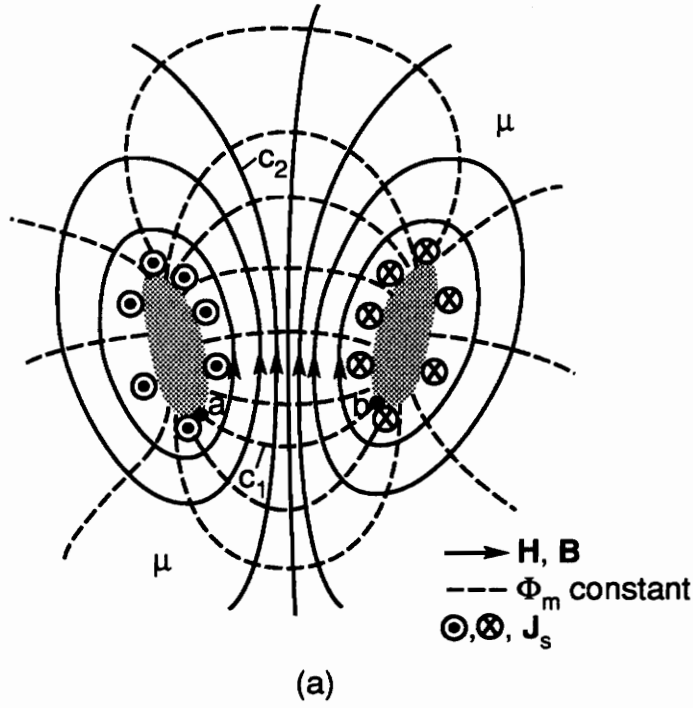 μ
C₂
a
b
C₁
μ
H, B
Φₘ constant
, , Jₛ
(a)